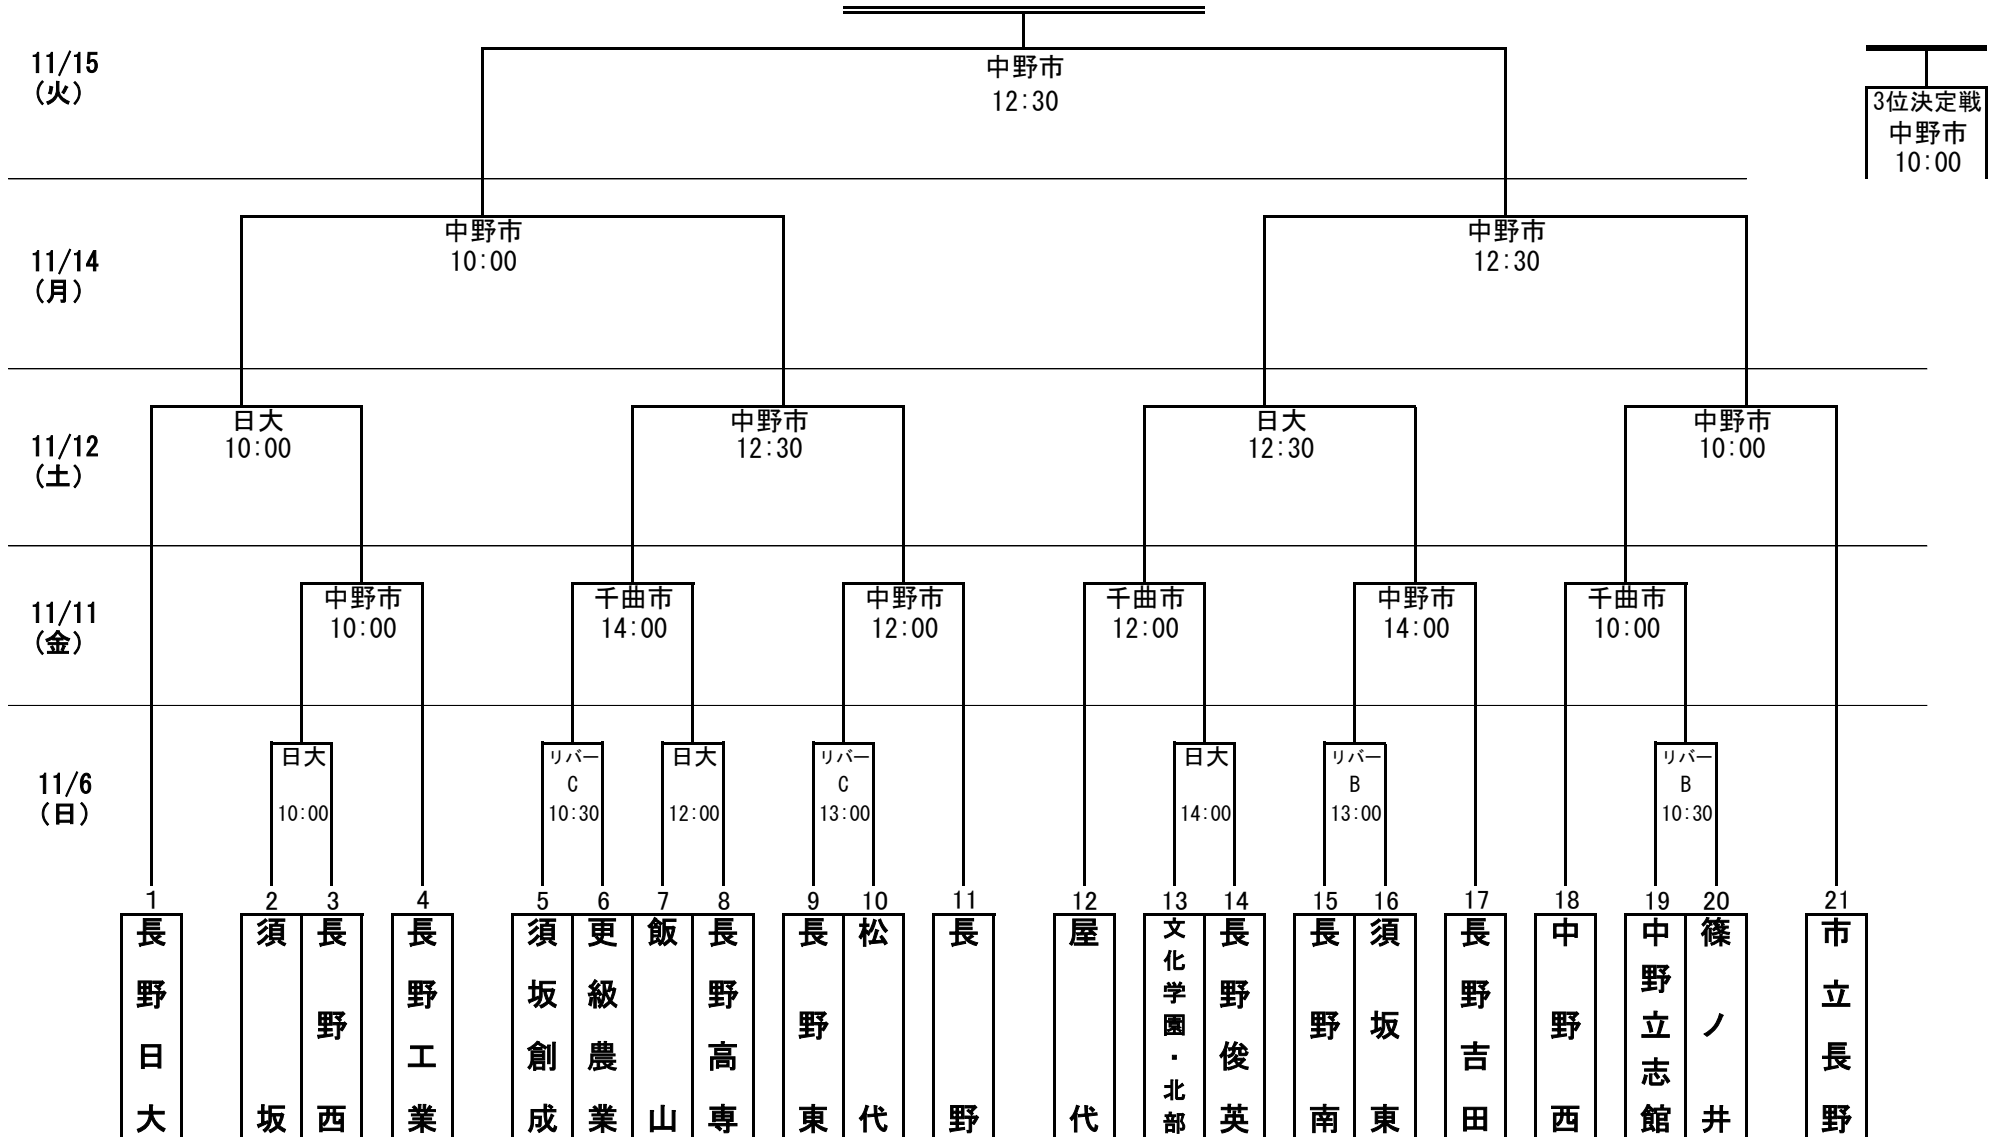 11/15
(火)
中野市
12:30
3位決定戦
中野市
10:00
11/14
(月)
中野市
10:00
中野市
12:30
11/12
(土)
日大
10:00
中野市
12:30
日大
12:30
中野市
10:00
11/11
(金)
中野市
10:00
千曲市
14:00
中野市
12:00
千曲市
12:00
中野市
14:00
千曲市
10:00
11/6
(日)
日大
10:00
リバー
C
10:30
日大
12:00
リバー
C
13:00
日大
14:00
リバー
B
13:00
リバー
B
10:30
1
長野日大
2
須坂
3
長野西
4
長野工業
5
須坂創成
6
更級農業
7
飯山
8
長野高専
9
長野東
10
松代
11
長野
12
屋代
13
文化学園・北部
14
長野俊英
15
長野南
16
須坂東
17
長野吉田
18
中野西
19
中野立志館
20
篠ノ井
21
市立長野